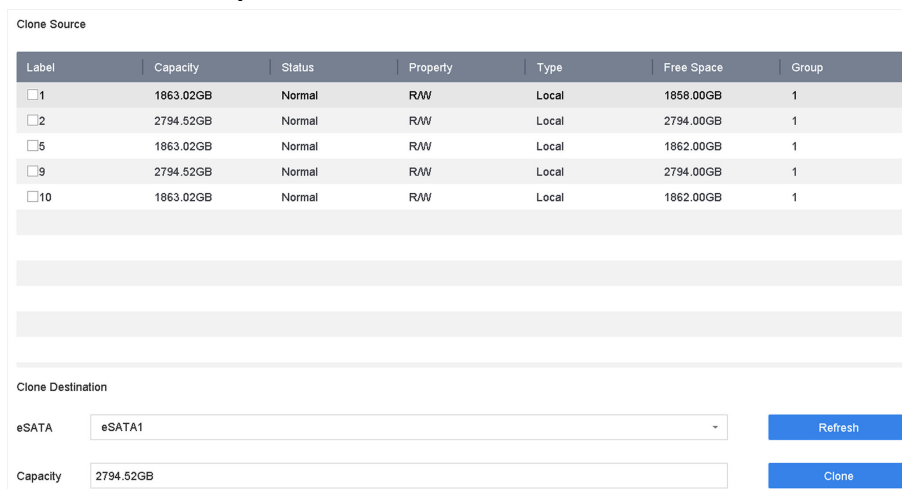 Clone Source
Label Capacity Status Property Type Free Space Group
1 1863.02GB Normal R/W Local 1858.00GB 1
2 2794.52GB Normal R/W Local 2794.00GB 1
5 1863.02GB Normal R/W Local 1862.00GB 1
9 2794.52GB Normal R/W Local 2794.00GB 1
10 1863.02GB Normal R/W Local 1862.00GB 1
Clone Destination
eSATA eSATA1 Refresh
Capacity 2794.52GB Clone